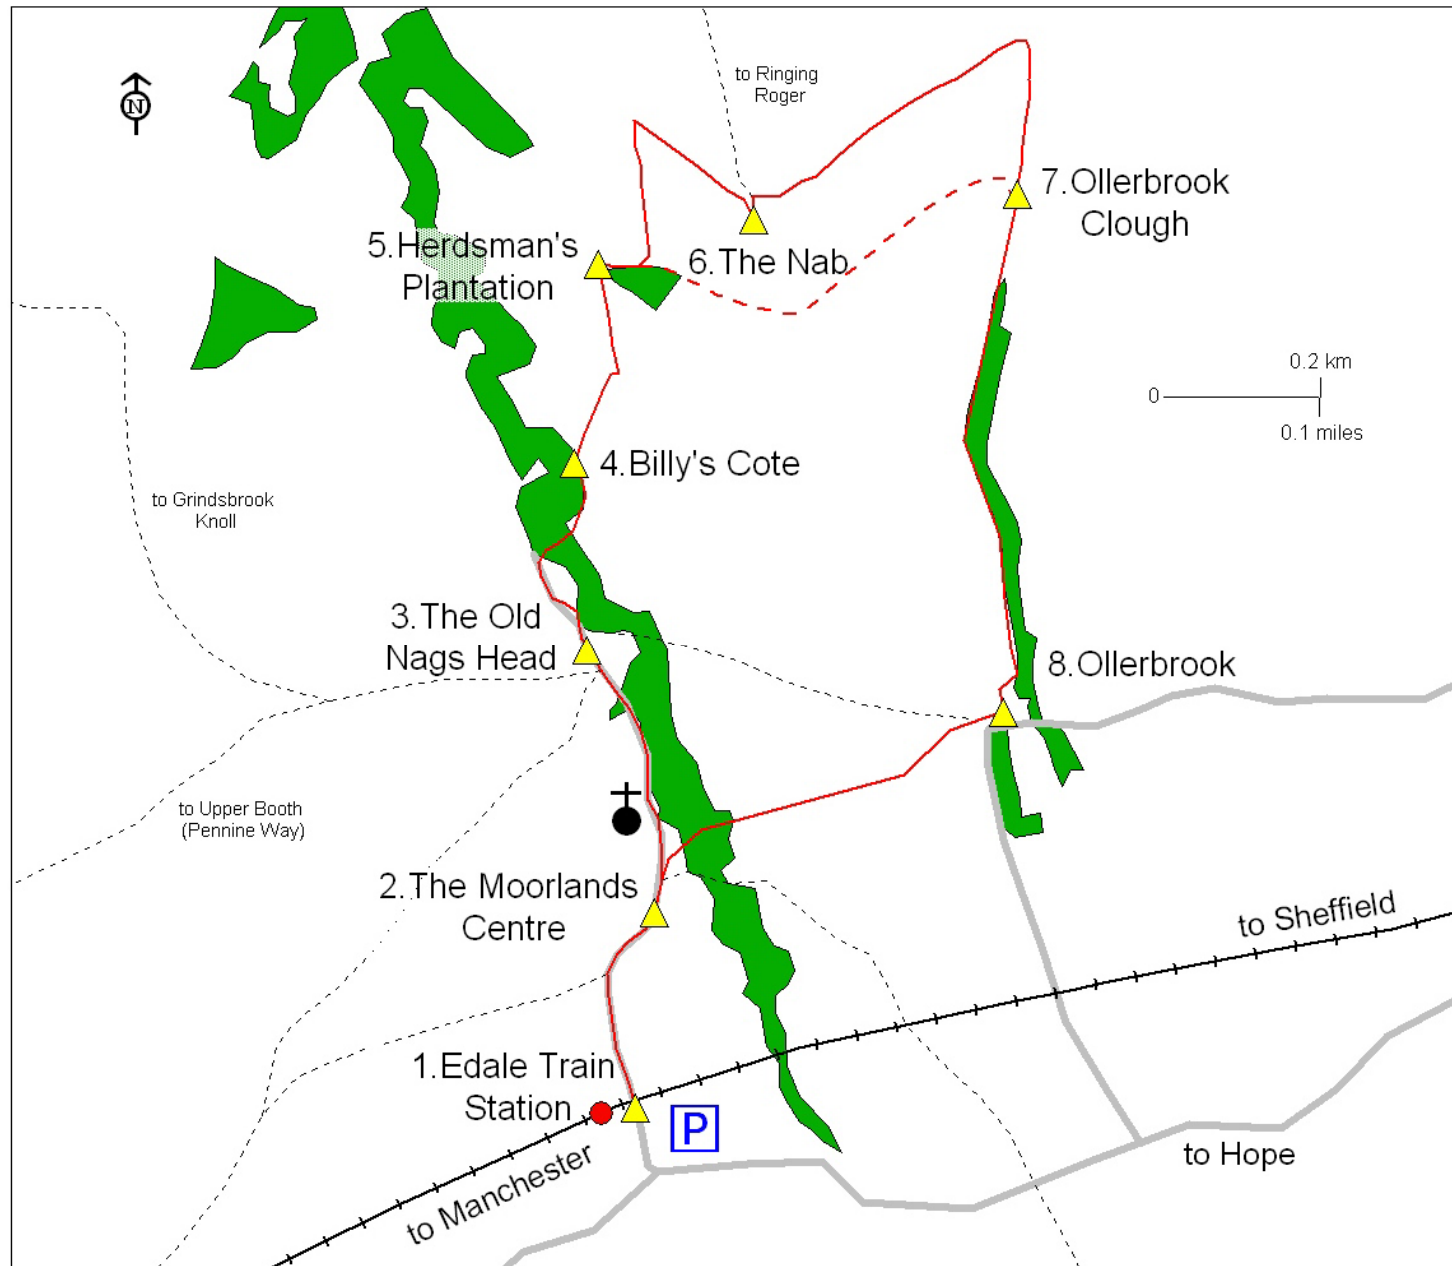 N
to Ringing
Roger
7.Ollerbrook
Clough
5.Herdsman's
Plantation
6.The Nab
0.2 km
0
0.1 miles
4.Billy's Cote
to Grindsbrook
Knoll
3.The Old
Nags Head
8.Ollerbrook
to Upper Booth
(Pennine Way)
2.The Moorlands
Centre
to Sheffield
1.Edale Train
Station
P
to Manchester
to Hope